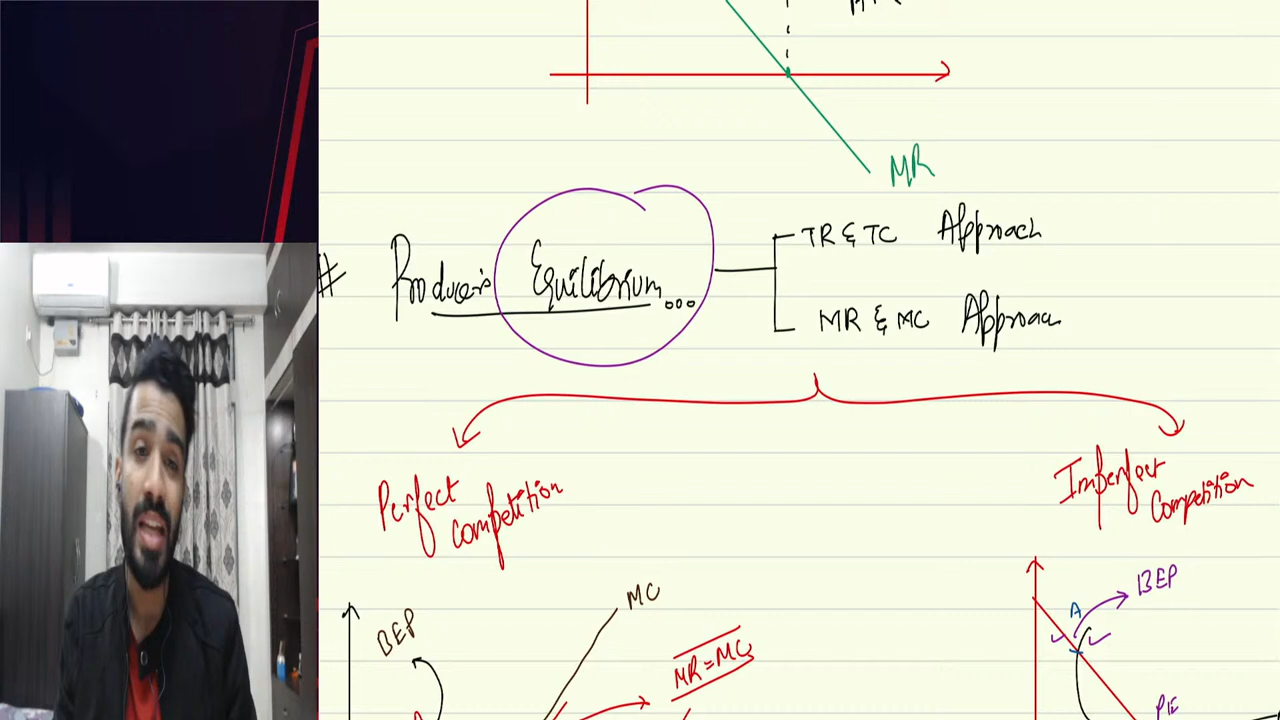 MR
# Producer's Equilibrium...
TR & TC Approach
MR & MC Approach
Perfect competition
Imperfect Competition
MC
BEP
MR=MC
A
BEP